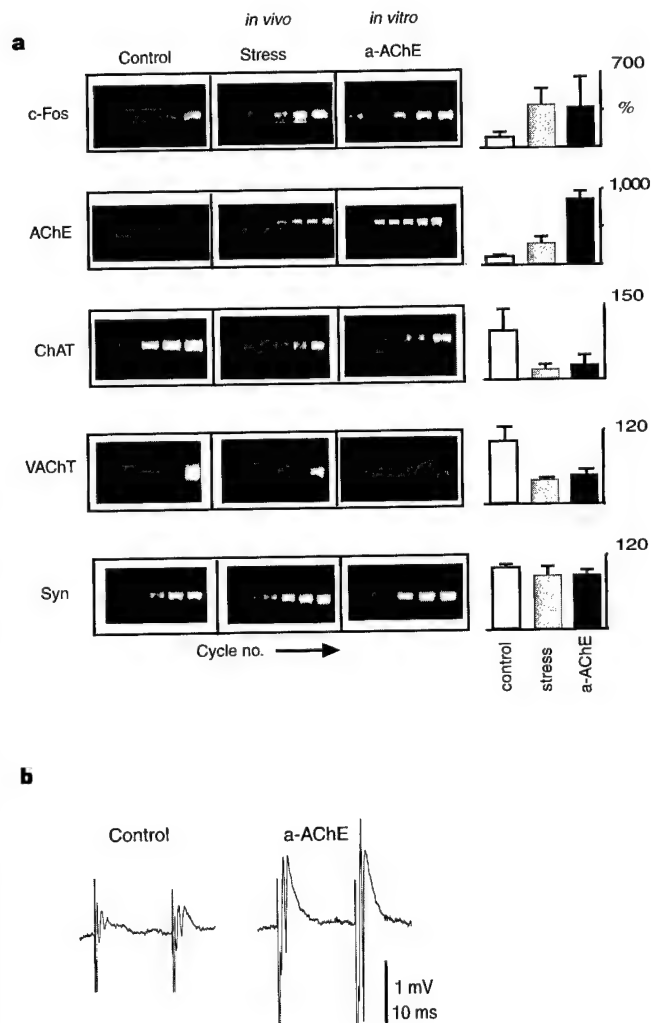 a
in vivo in vitro
Control Stress a-AChE
c-Fos
700
%
AChE
1,000
ChAT
150
VAChT
120
Syn
120
Cycle no.
control stress a-AChE
b
Control a-AChE
1 mV
10 ms